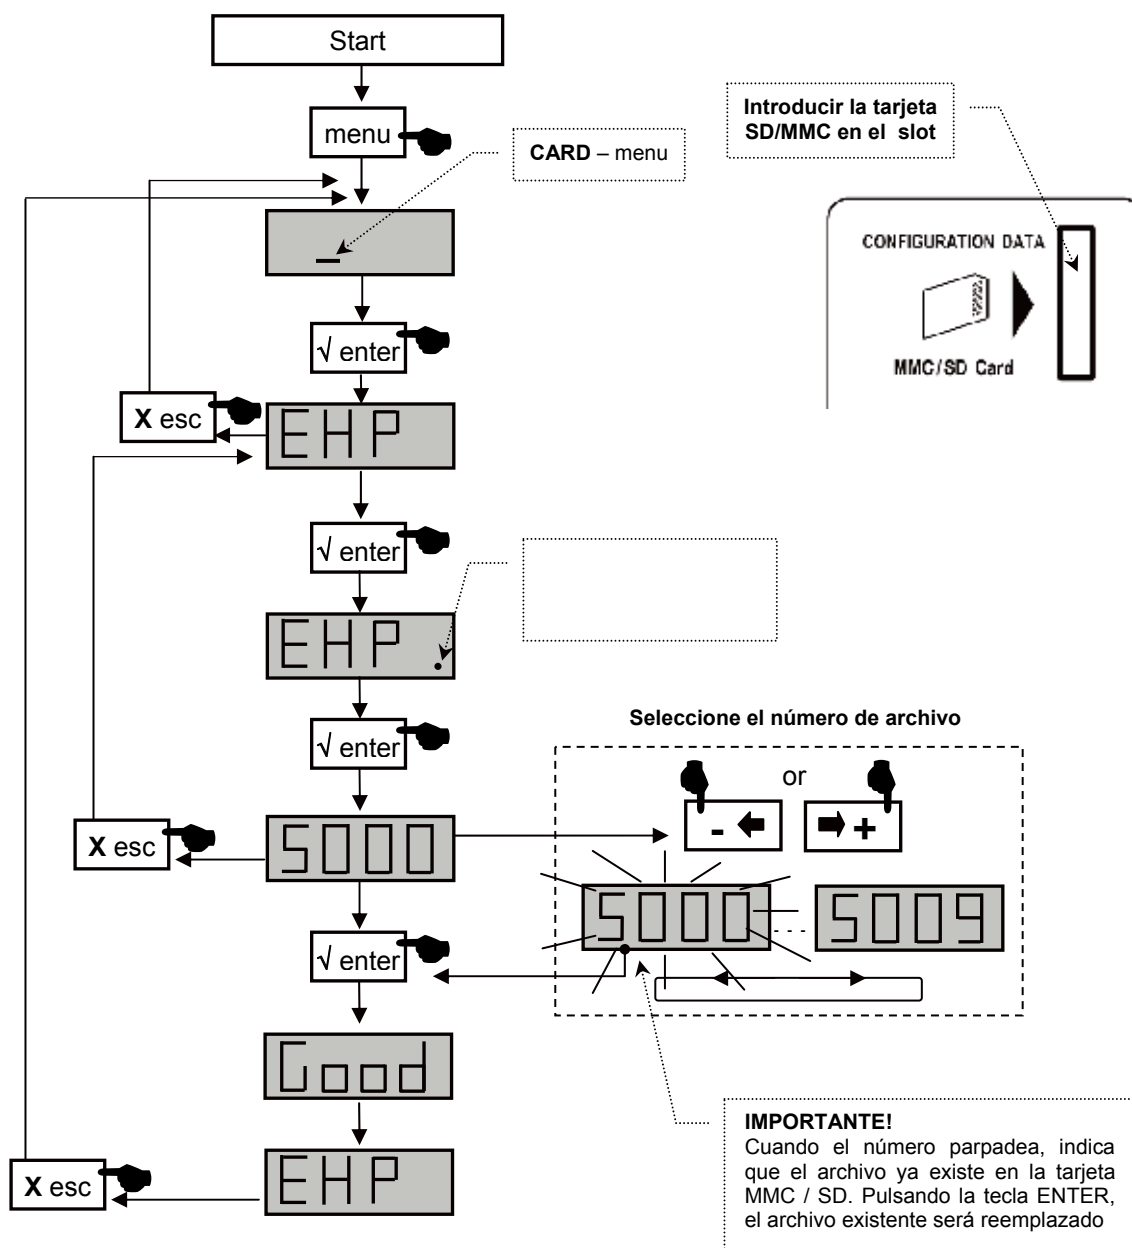 Start
menu
CARD – menu
Introducir la tarjeta
SD/MMC en el slot
CONFIGURATION DATA
MMC/SD Card
√ enter
X esc
EHP
√ enter
EHP.
√ enter
Seleccione el número de archivo
or
- +
X esc
S000
S000
- - - -
S009
√ enter
Good
X esc
EHP
IMPORTANTE!
Cuando el número parpadea, indica
que el archivo ya existe en la tarjeta
MMC / SD. Pulsando la tecla ENTER,
el archivo existente será reemplazado